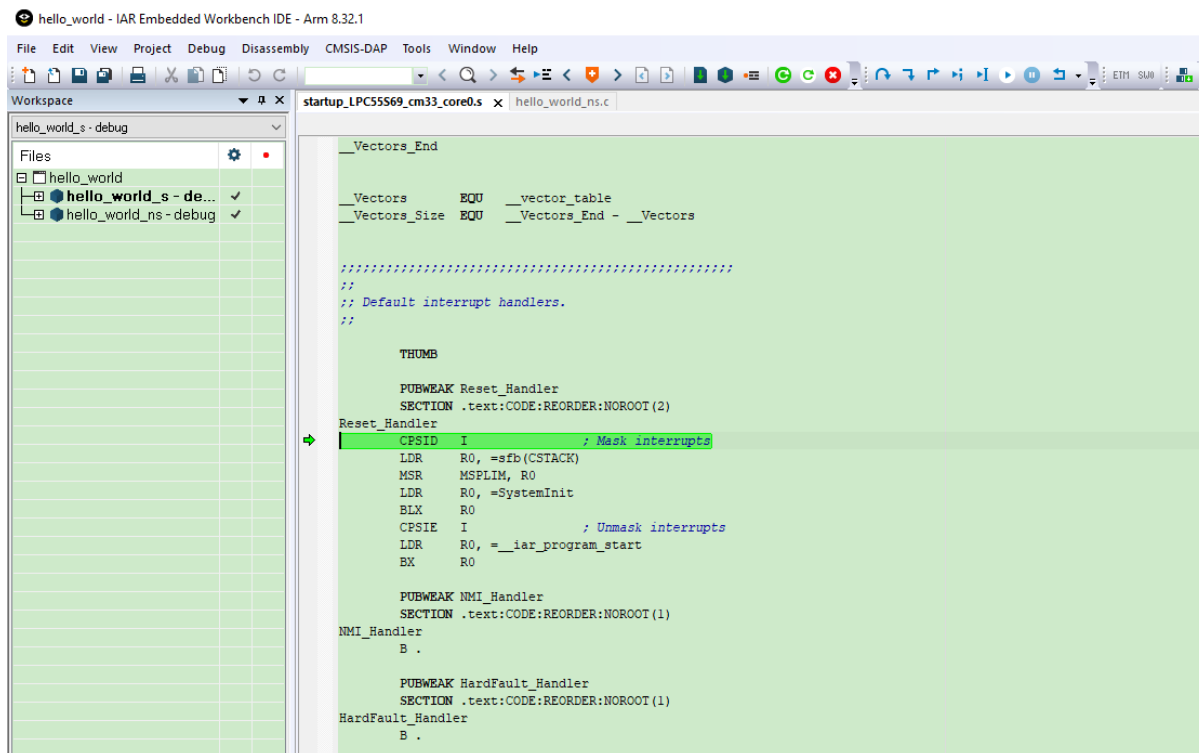 hello_world - IAR Embedded Workbench IDE - Arm 8.32.1
File Edit View Project Debug Disassembly CMSIS-DAP Tools Window Help
ETM SWO
Workspace
startup_LPC55S69_cm33_core0.s x hello_world_ns.c
hello_world_s - debug
Files
hello_world
hello_world_s - de...
hello_world_ns - debug
__Vectors_End
__Vectors EQU __vector_table
__Vectors_Size EQU __Vectors_End - __Vectors
;;;;;;;;;;;;;;;;;;;;;;;;;;;;;;;;;;;;;;;;;;;;;;;;;;;;
;;
;; Default interrupt handlers.
;;
THUMB
PUBWEAK Reset_Handler
SECTION .text:CODE:REORDER:NOROOT(2)
Reset_Handler
CPSID I ; Mask interrupts
LDR R0, =sfb(CSTACK)
MSR MSPLIM, R0
LDR R0, =SystemInit
BLX R0
CPSIE I ; Unmask interrupts
LDR R0, =__iar_program_start
BX R0
PUBWEAK NMI_Handler
SECTION .text:CODE:REORDER:NOROOT(1)
NMI_Handler
B .
PUBWEAK HardFault_Handler
SECTION .text:CODE:REORDER:NOROOT(1)
HardFault_Handler
B .